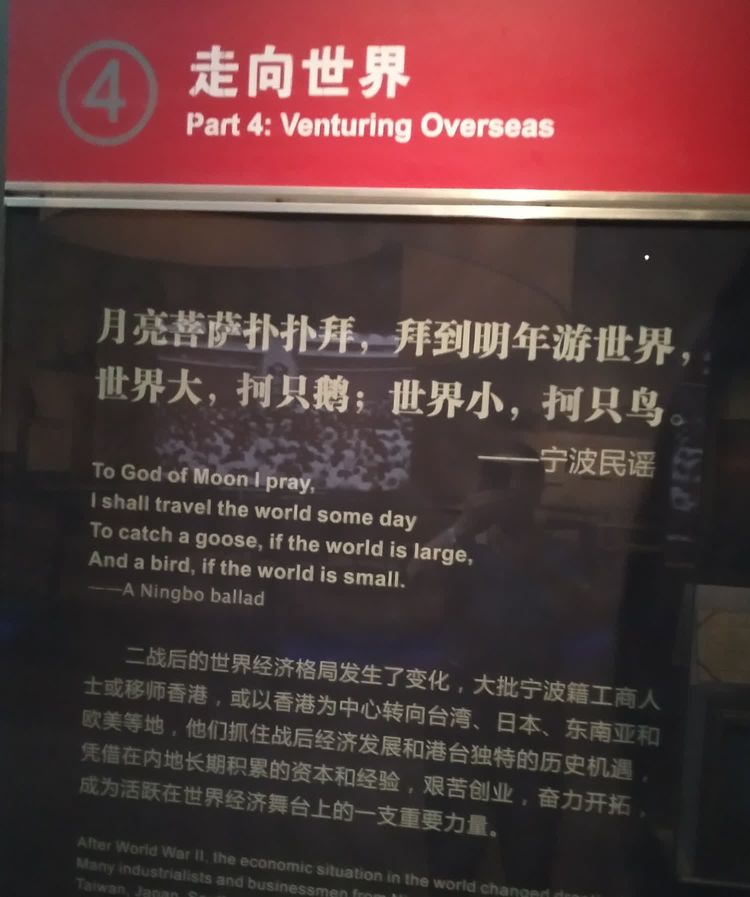 4
走向世界
Part 4: Venturing Overseas
月亮菩萨扑扑拜，拜到明年游世界，
世界大，抲只鹅；世界小，抲只鸟。
——宁波民谣
To God of Moon I pray,
I shall travel the world some day
To catch a goose, if the world is large,
And a bird, if the world is small.
——A Ningbo ballad
二战后的世界经济格局发生了变化，大批宁波籍工商人
士或移师香港，或以香港为中心转向台湾、日本、东南亚和
欧美等地，他们抓住战后经济发展和港台独特的历史机遇，
凭借在内地长期积累的资本和经验，艰苦创业，奋力开拓，
成为活跃在世界经济舞台上的一支重要力量。
After World War II, the economic situation in the world changed
Many industrialists and businessmen from
Taiwan, Japan,